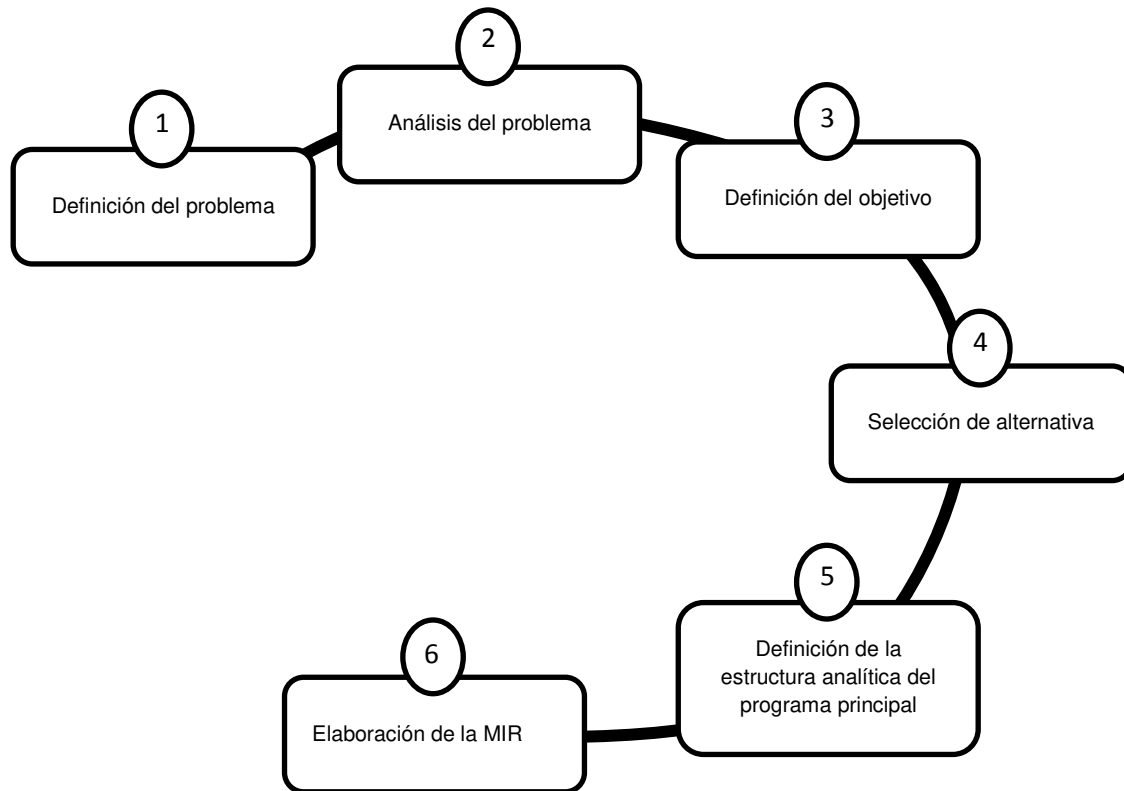 1
Definición del problema
2
Análisis del problema
3
Definición del objetivo
4
Selección de alternativa
5
Definición de la
estructura analítica del
programa principal
6
Elaboración de la MIR